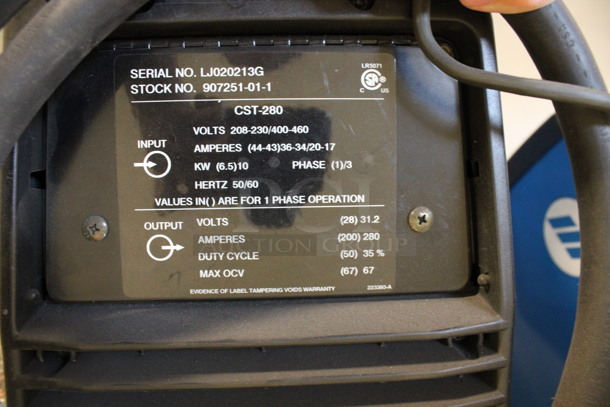 SERIAL NO. LJ020213G
STOCK NO. 907251-01-1
LR5071
C US
CST-280
INPUT
VOLTS 208-230/400-460
AMPERES (44-43)36-34/20-17
KW (6.5)10 PHASE (1)/3
HERTZ 50/60
VALUES IN( ) ARE FOR 1 PHASE OPERATION
OUTPUT
VOLTS (28) 31.2
AMPERES (200) 280
DUTY CYCLE (50) 35 %
MAX OCV (67) 67
AUCTION GROUP
EVIDENCE OF LABEL TAMPERING VOIDS WARRANTY 223393-A